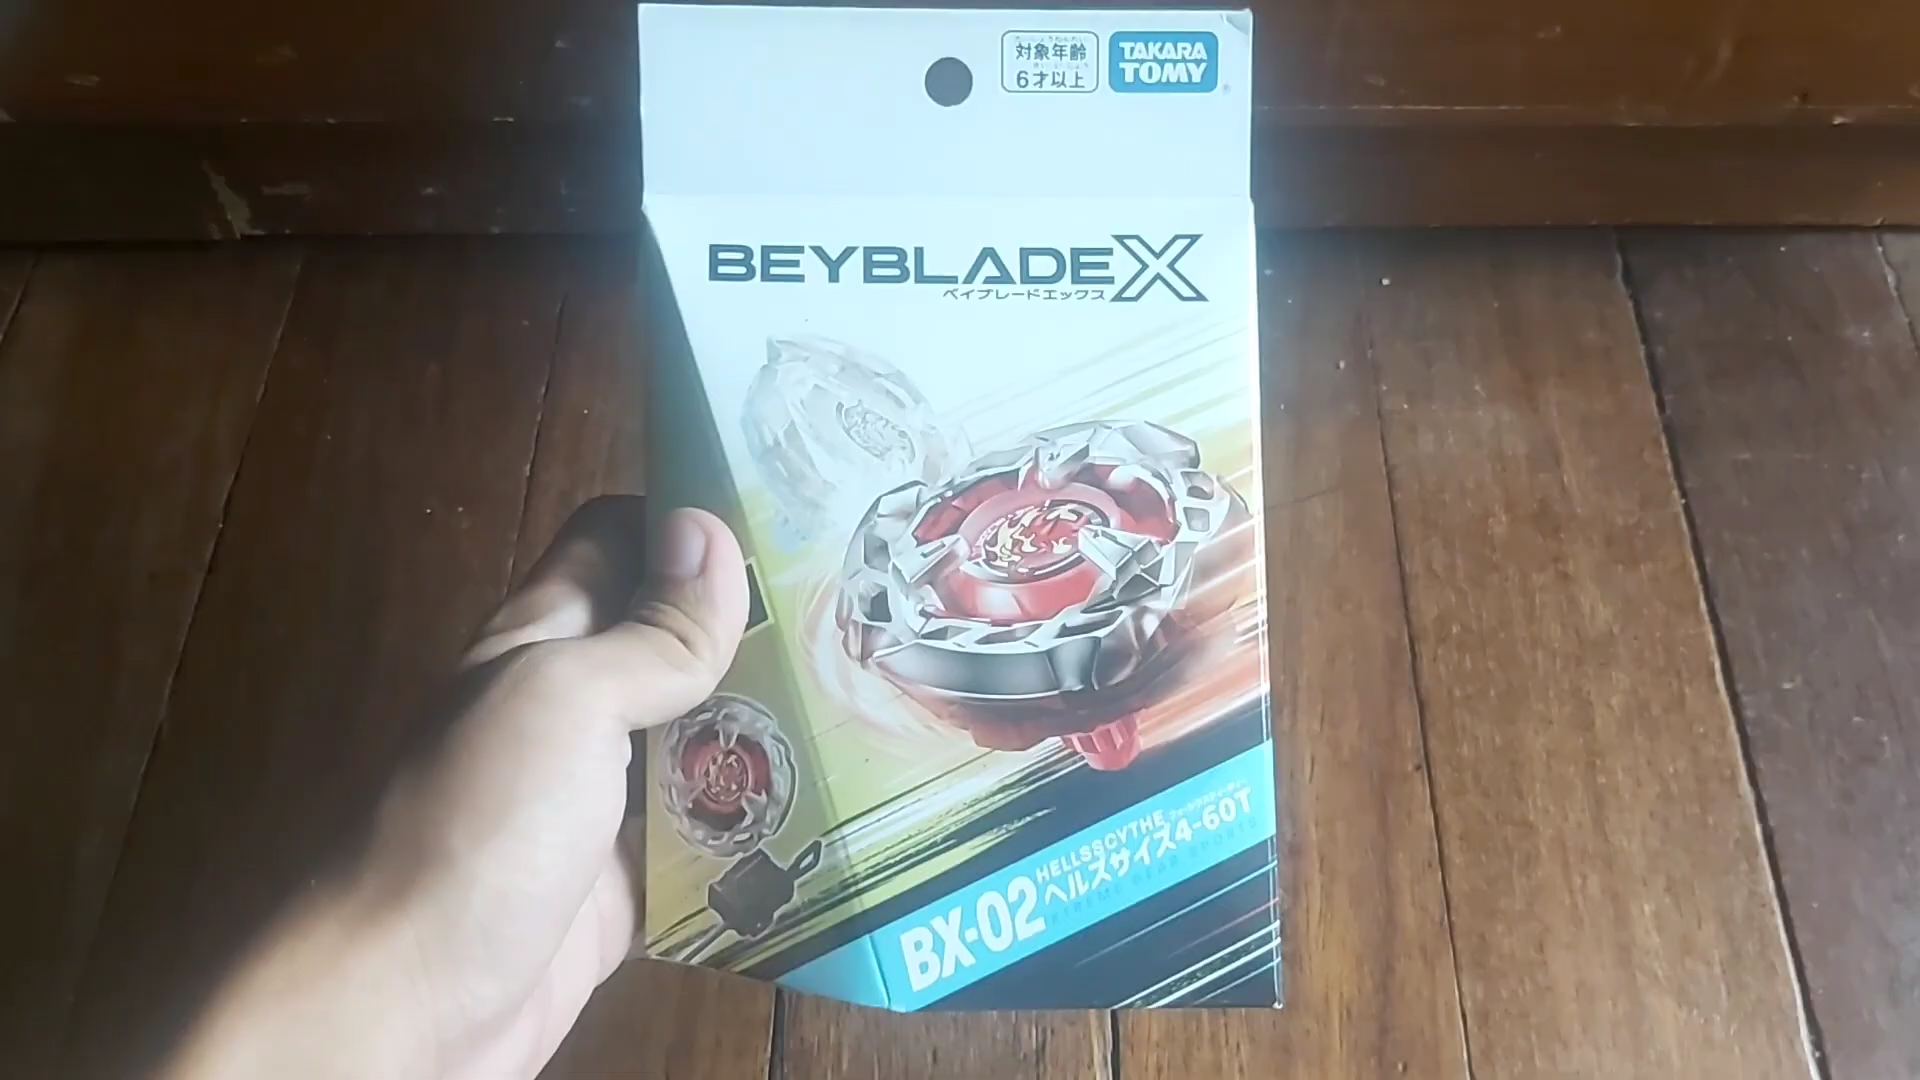 対象年齢
6才以上
TAKARA
TOMY
BEYBLADE X
ベイブレードエックス
BX-02
HELLSSCYTHE
ヘルズサイズ4-60T